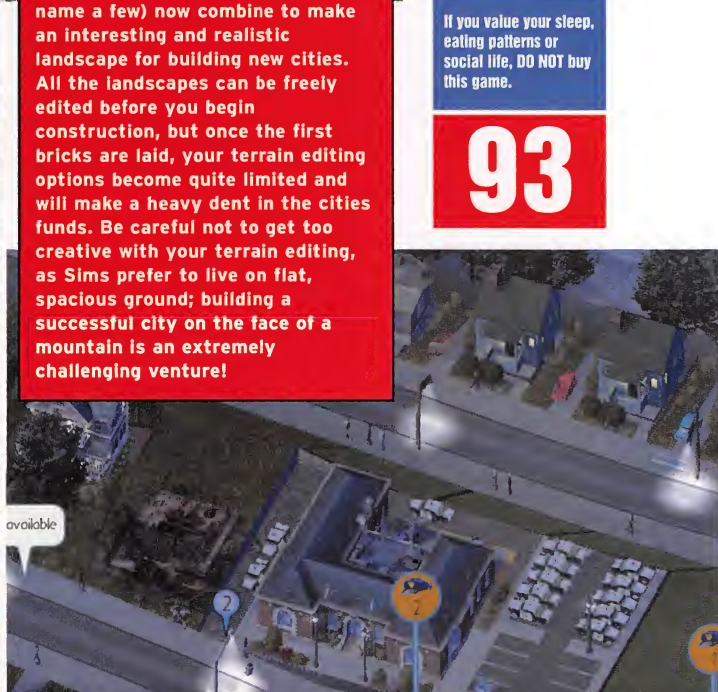 name a few) now combine to make
an interesting and realistic
landscape for building new cities.
All the iandscapes can be freely
edited before you begin
construction, but once the first
bricks are laid, your terrain editing
options become quite limited and
will make a heavy dent in the cities
funds. Be careful not to get too
creative with your terrain editing,
as Sims prefer to live on flat,
spacious ground; building a
successful city on the face of a
mountain is an extremely
challenging venture!
If you value your sleep,
eating patterns or
social life, DO NOT buy
this game.
93
available
2
2